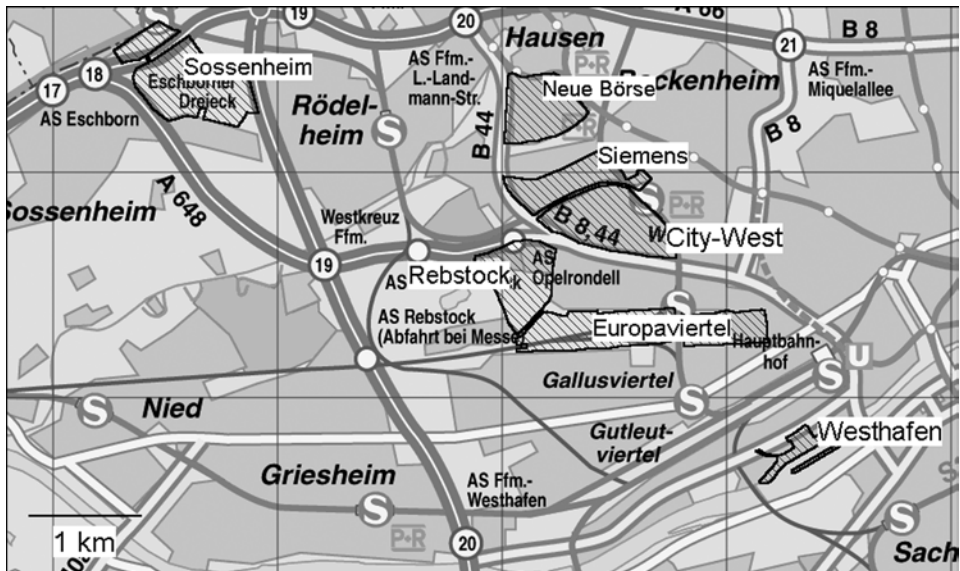 19
20
A 66
B 8
Hausen
21
P+R
Bockenheim
AS Ffm.-
L.-Land-
mann-Str.
AS Ffm.-
Miquelallee
Sossenheim
18
17
Eschborner
Dreieck
AS Eschborn
Rödel-
heim
S
B 44
Neue Börse
P+R
B 8
Siemens
S
P+R
Sossenheim
A 648
Westkreuz
Ffm.
19
B 8, 44
City-West
AS
Rebstock
AS
Opelrondell
AS Rebstock
(Abfahrt bei Messe)
S
Europaviertel
Hauptbahn-
hof
U
S
Gallusviertel
S
Nied
S
Gutleut-
viertel
Westhafen
Griesheim
AS Ffm.-
Westhafen
S
P+R
S
1 km
20
Sach